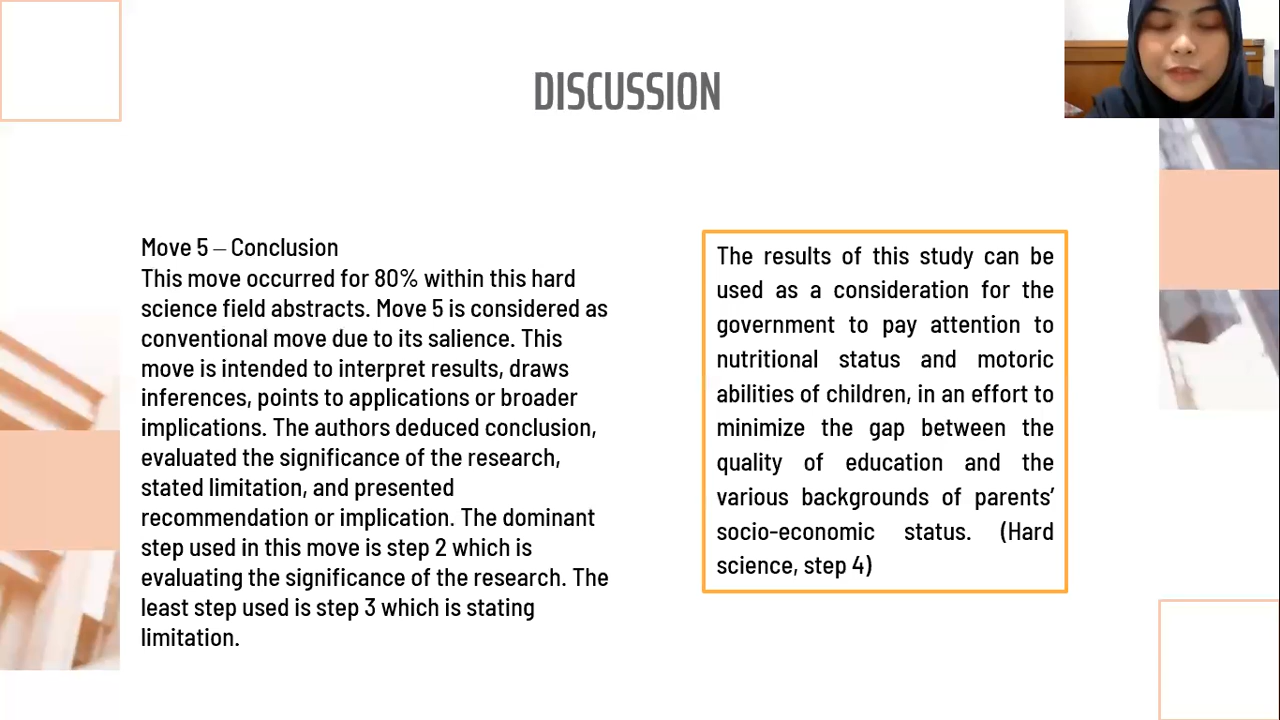 DISCUSSION
Move 5 – Conclusion
This move occurred for 80% within this hard
science field abstracts. Move 5 is considered as
conventional move due to its salience. This
move is intended to interpret results, draws
inferences, points to applications or broader
implications. The authors deduced conclusion,
evaluated the significance of the research,
stated limitation, and presented
recommendation or implication. The dominant
step used in this move is step 2 which is
evaluating the significance of the research. The
least step used is step 3 which is stating
limitation.
The results of this study can be
used as a consideration for the
government to pay attention to
nutritional status and motoric
abilities of children, in an effort to
minimize the gap between the
quality of education and the
various backgrounds of parents’
socio-economic status. (Hard
science, step 4)